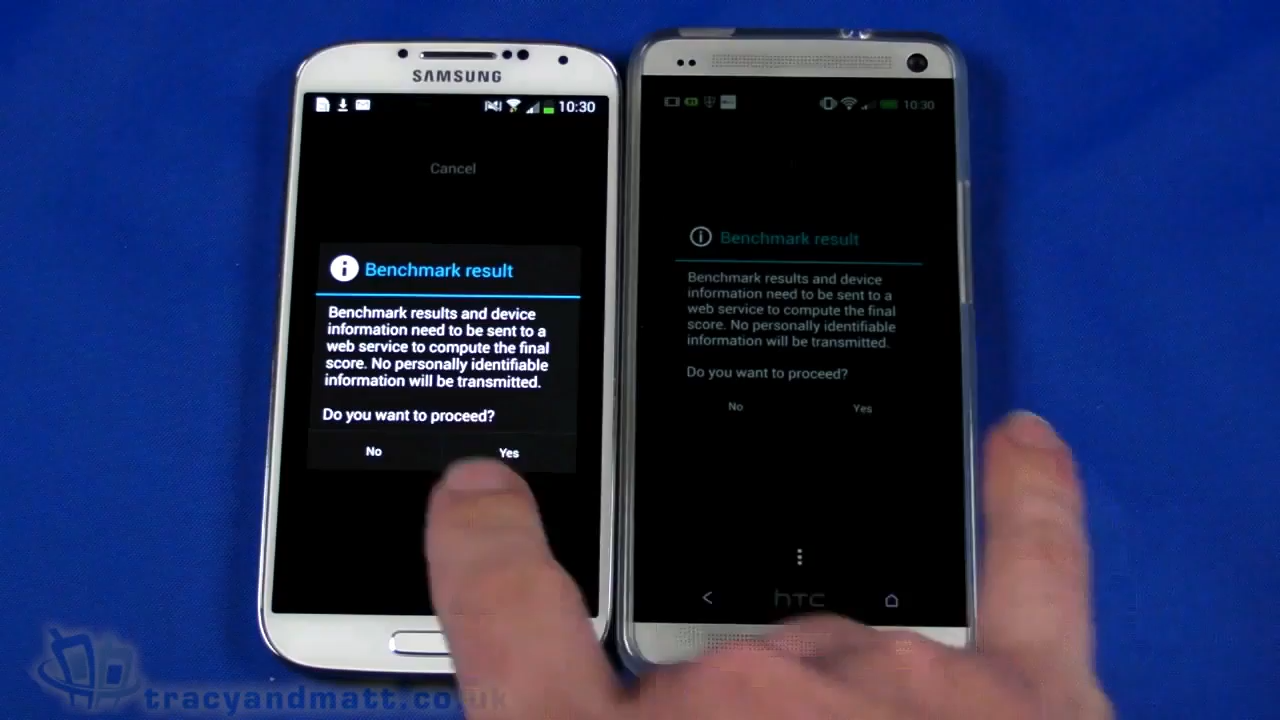 SAMSUNG
10:30
Cancel
Benchmark result
Benchmark results and device
information need to be sent to a
web service to compute the final
score. No personally identifiable
information will be transmitted.
Do you want to proceed?
No Yes
10:30
Benchmark result
Benchmark results and device
information need to be sent to a
web service to compute the final
score. No personally identifiable
information will be transmitted.
Do you want to proceed?
No Yes
hTC
tracyandmatt.co.uk